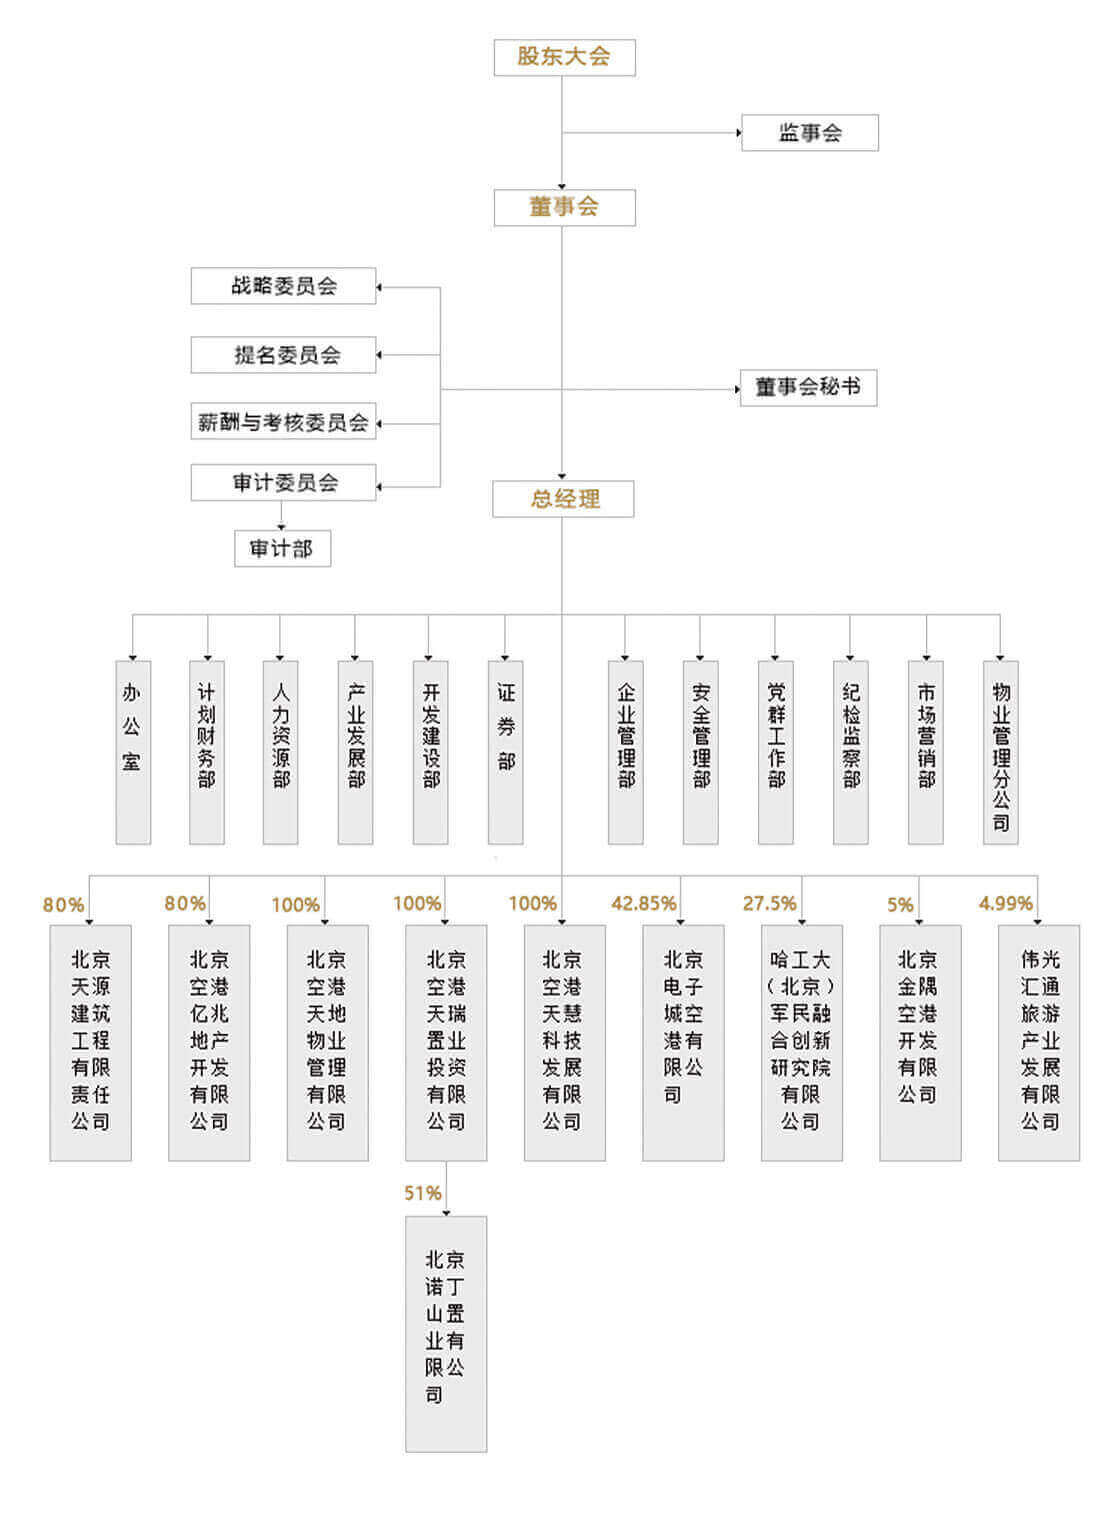 股东大会
监事会
董事会
战略委员会
提名委员会
薪酬与考核委员会
审计委员会
审计部
董事会秘书
总经理
办公室
计划财务部
人力资源部
产业发展部
开发建设部
证券部
企业管理部
安全管理部
党群工作部
纪检监察部
市场营销部
物业管理分公司
80%
80%
100%
100%
100%
42.85%
27.5%
5%
4.99%
北京
天源
建筑
工程
有限
责任
公司
北京
空港
亿兆
地产
开发
有限
公司
北京
空港
天地
物业
管理
有限
公司
北京
空港
天瑞
置业
投资
有限
公司
北京
空港
天慧
科技
发展
有限
公司
北京
电子
城空
港有
限公
司
哈工大
（北京）
军民融
合创新
研究院
有限
公司
北京
金隅
空港
开发
有限
公司
伟光
汇通
旅游
产业
发展
有限
公司
51%
北京
诺丁
山置
业有
限公
司